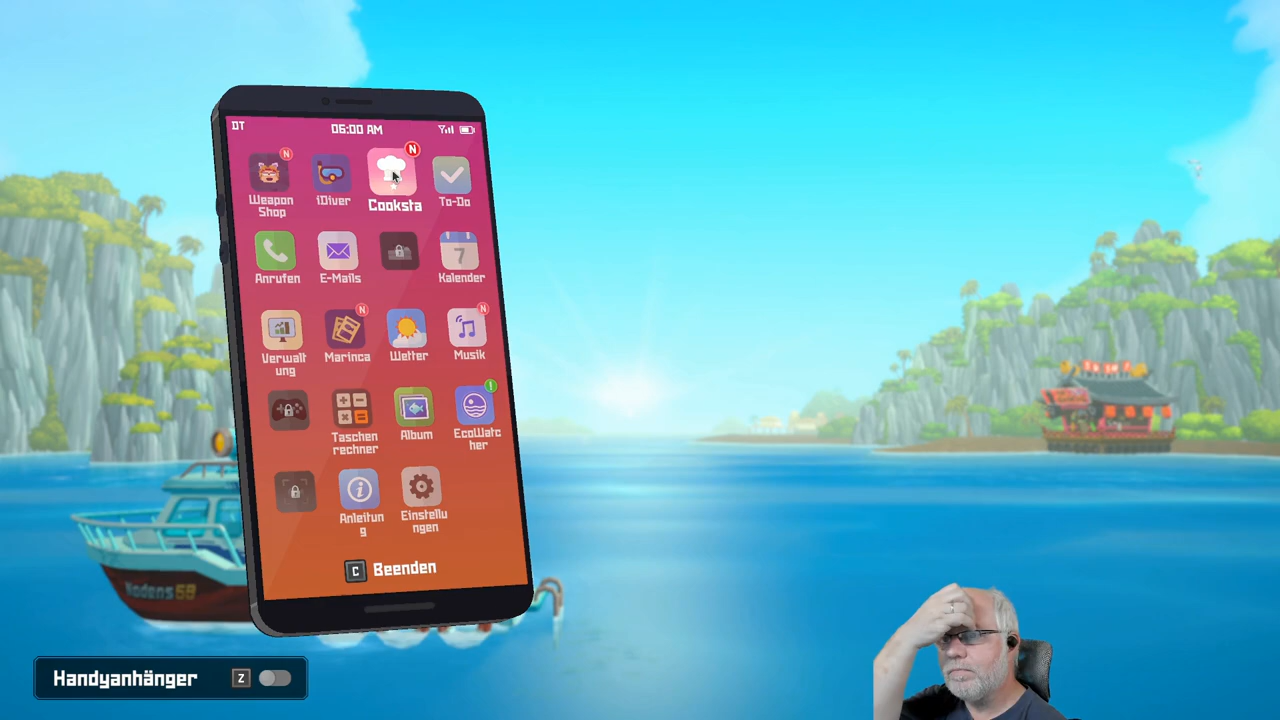 DT
06:00 AM
N
N
Weapon
Shop
iDiver
Cooksta
To-Do
Anrufen
E-Mails
7
Kalender
N
N
Verwalt
ung
Marinca
Wetter
Musik
!
Taschen
rechner
Album
EcoWatc
her
Anleitun
g
Einstellu
ngen
C Beenden
Handyanhänger Z